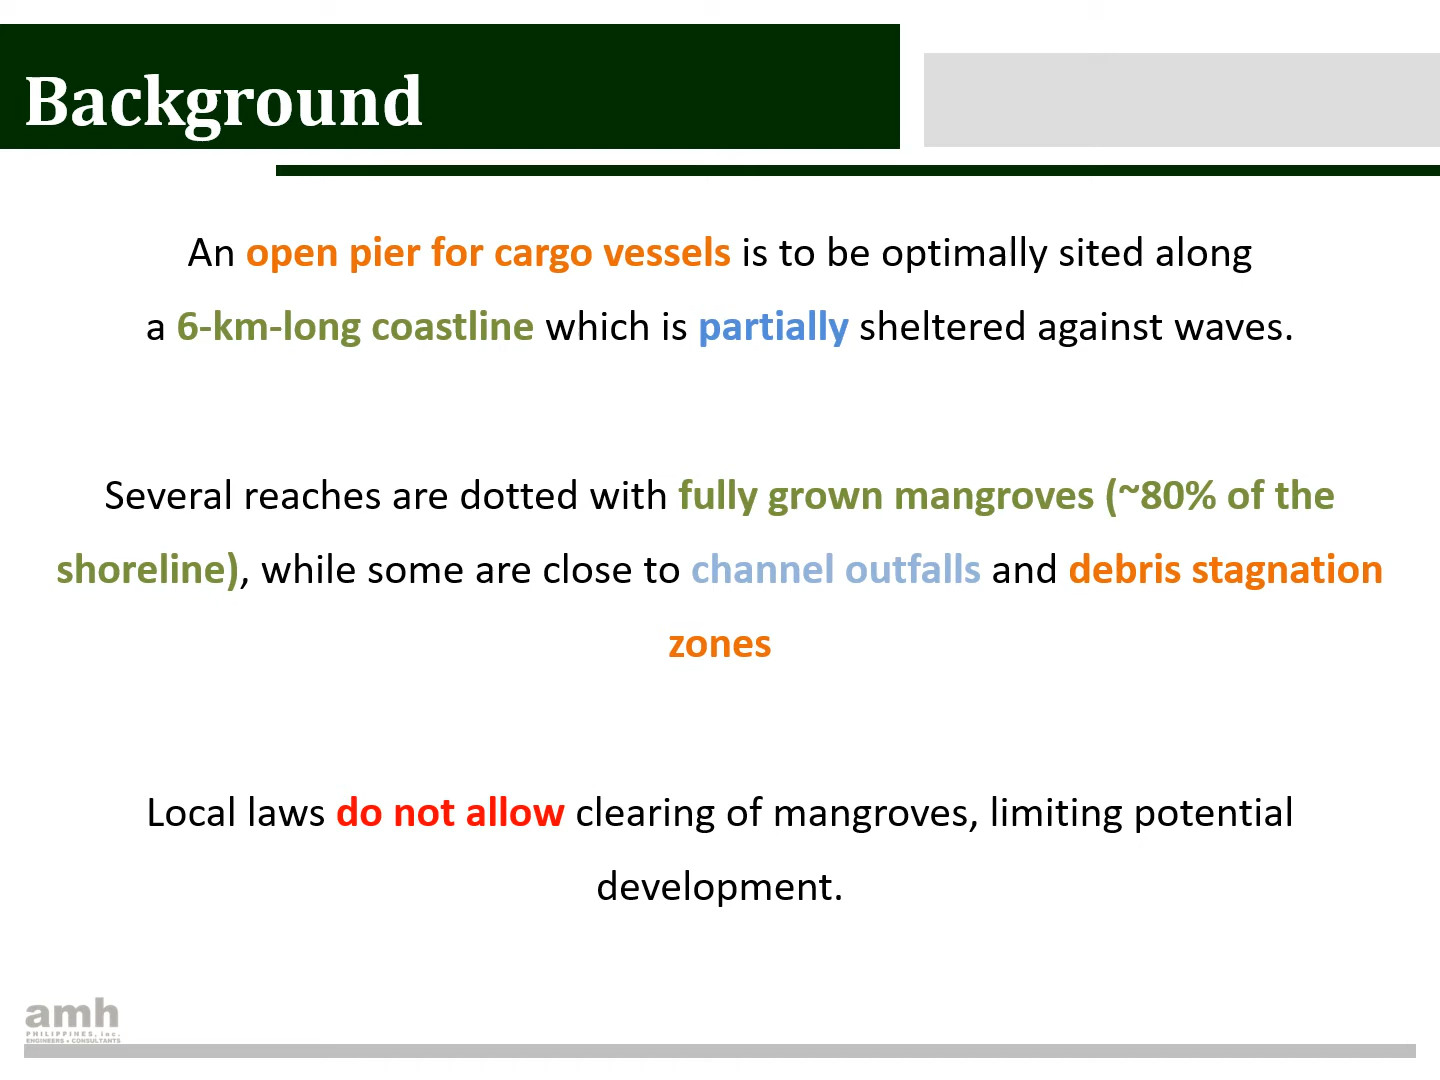 Background
An open pier for cargo vessels is to be optimally sited along
a 6-km-long coastline which is partially sheltered against waves.
Several reaches are dotted with fully grown mangroves (~80% of the
shoreline), while some are close to channel outfalls and debris stagnation
zones
Local laws do not allow clearing of mangroves, limiting potential
development.
amh
PHILIPPINES, inc.
ENGINEERS • CONSULTANTS